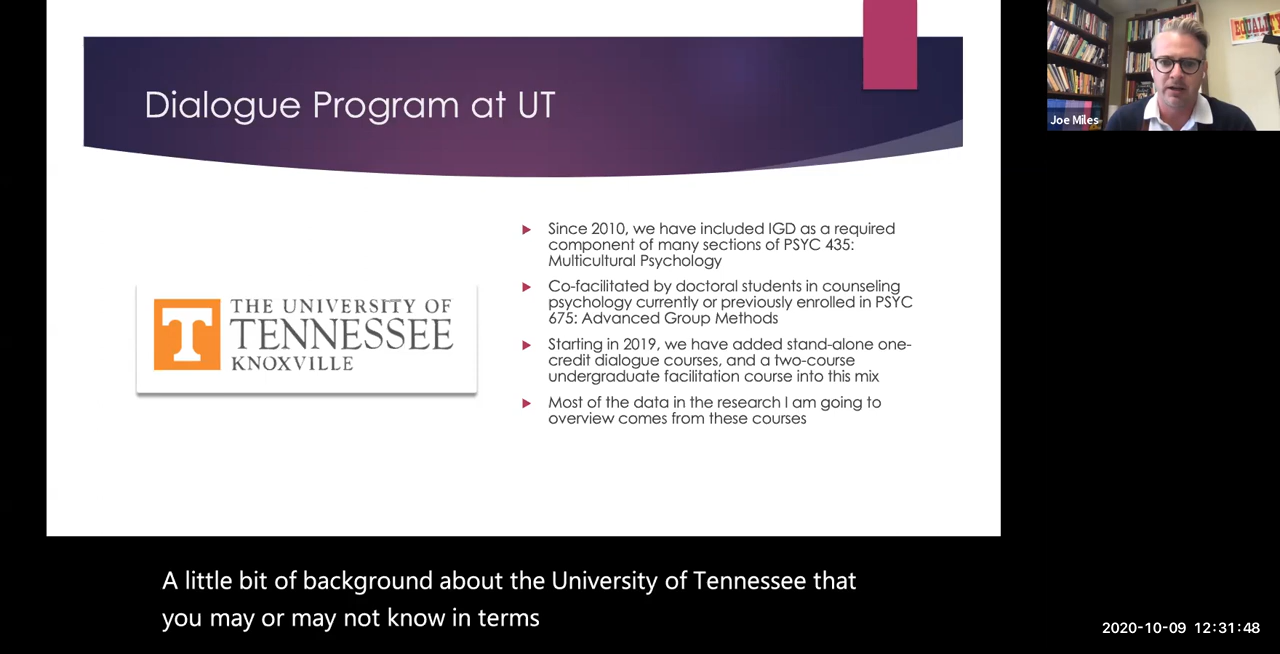 Dialogue Program at UT
EQUALITY
Joe Miles
Since 2010, we have included IGD as a required
component of many sections of PSYC 435:
Multicultural Psychology
Co-facilitated by doctoral students in counseling
psychology currently or previously enrolled in PSYC
675: Advanced Group Methods
Starting in 2019, we have added stand-alone one-
credit dialogue courses, and a two-course
undergraduate facilitation course into this mix
Most of the data in the research I am going to
overview comes from these courses
T
THE UNIVERSITY OF
TENNESSEE
KNOXVILLE
A little bit of background about the University of Tennessee that
you may or may not know in terms
2020-10-09 12:31:48